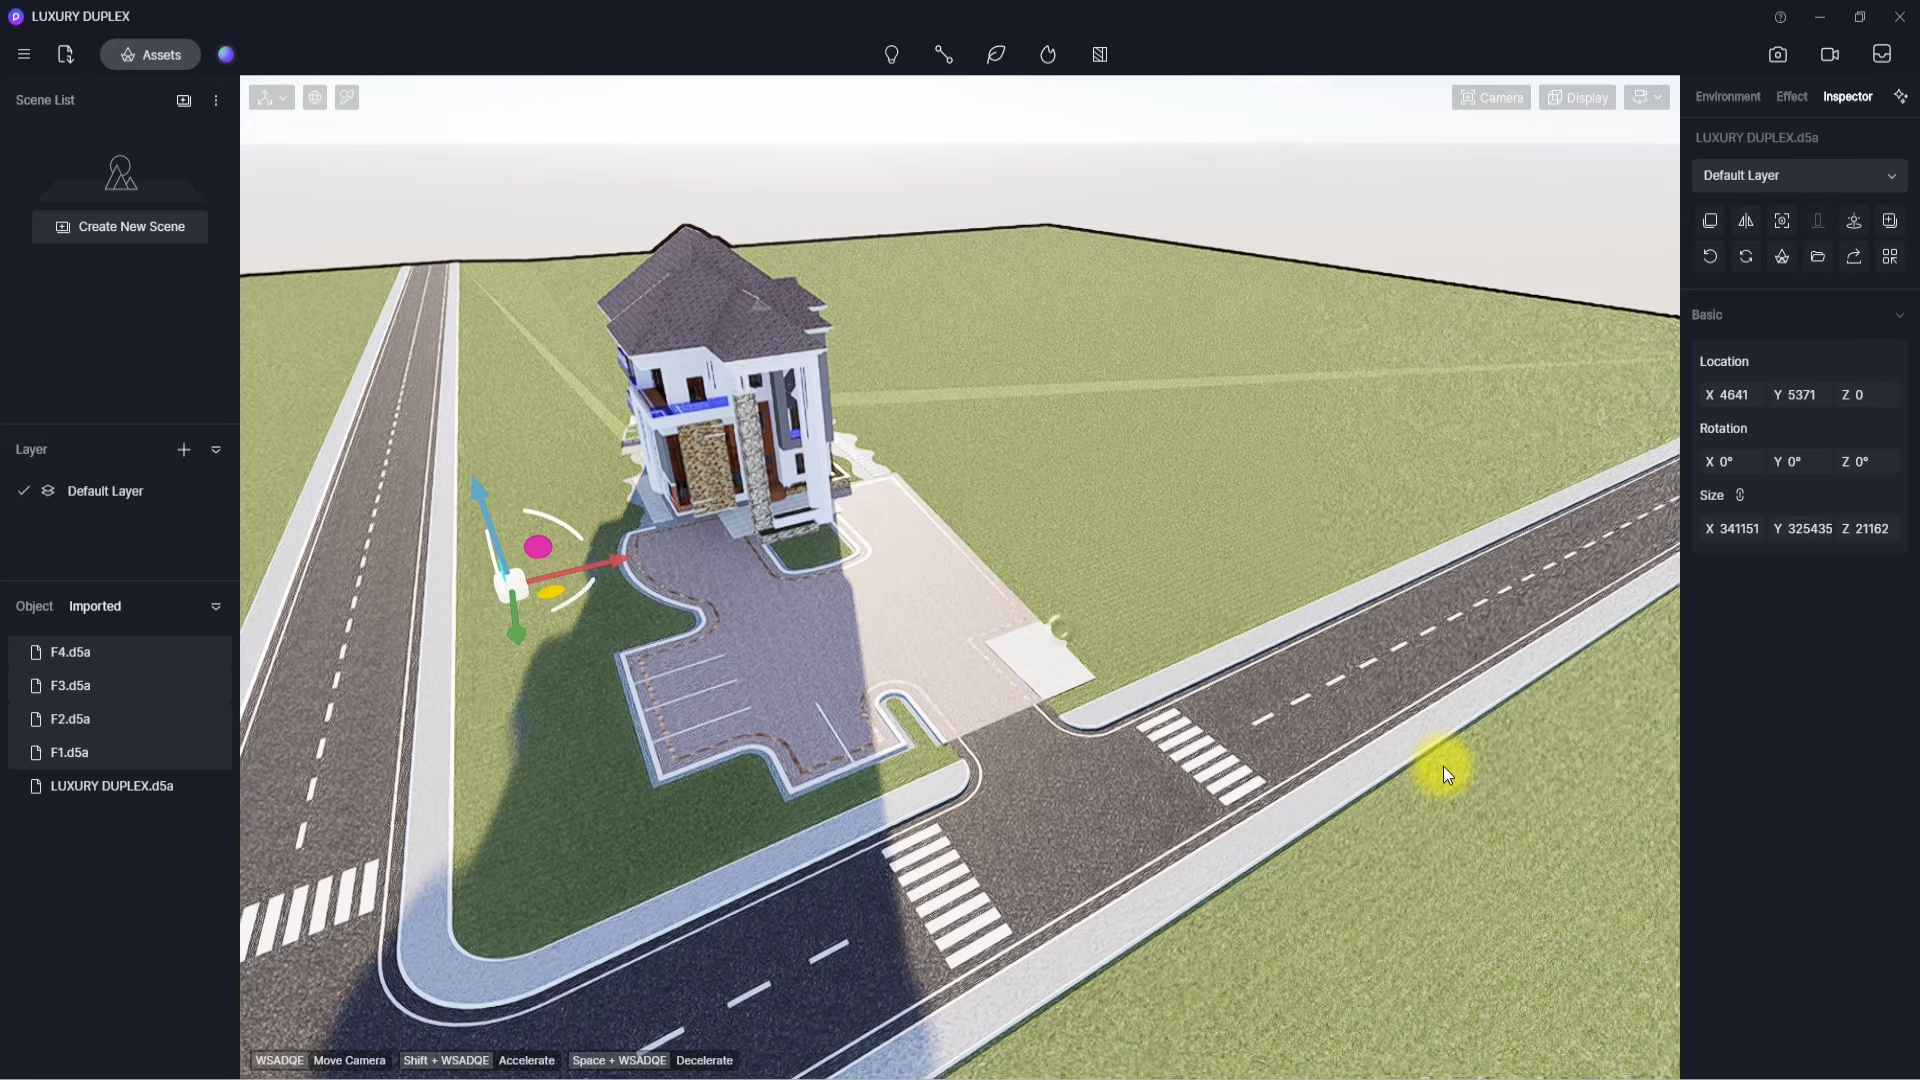 LUXURY DUPLEX
Assets
Scene List
Create New Scene
Layer
Default Layer
Object Imported
F4.d5a
F3.d5a
F2.d5a
F1.d5a
LUXURY DUPLEX.d5a
Camera Display
WSADQE Move Camera Shift + WSADQE Accelerate Space + WSADQE Decelerate
Environment Effect Inspector
LUXURY DUPLEX.d5a
Default Layer
Basic
Location
X 4641 Y 5371 Z 0
Rotation
X 0° Y 0° Z 0°
Size
X 341151 Y 325435 Z 21162